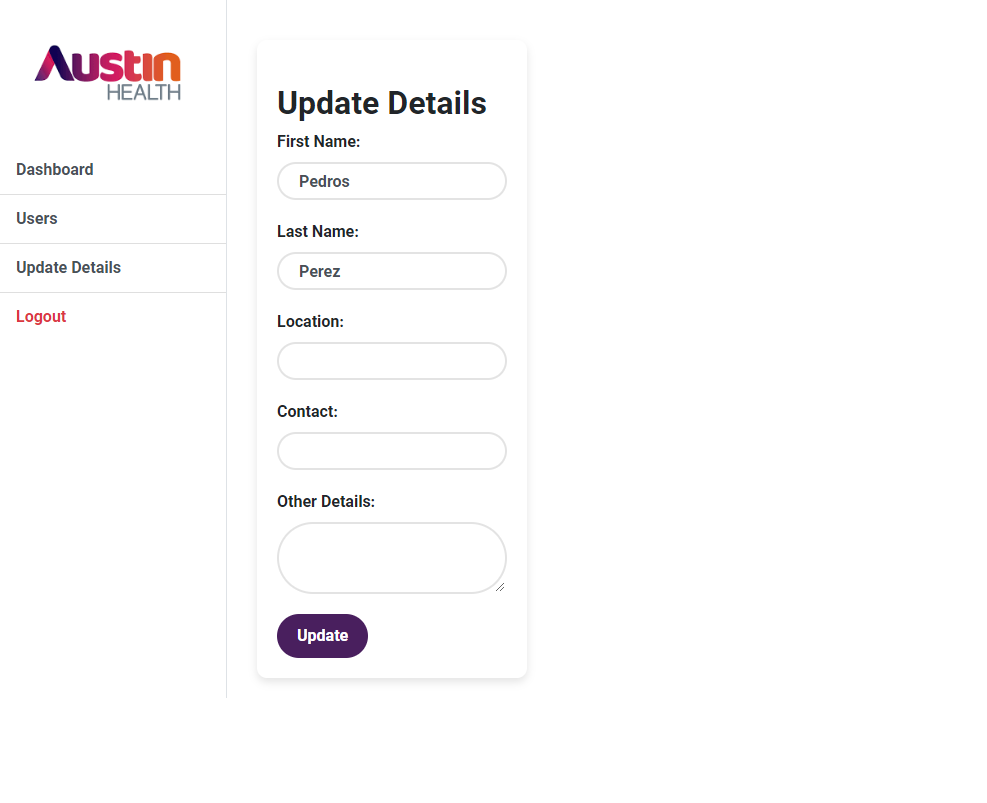 Austin
HEALTH
Dashboard
Users
Update Details
Logout
Update Details
First Name:
Pedros
Last Name:
Perez
Location:
Contact:
Other Details:
Update